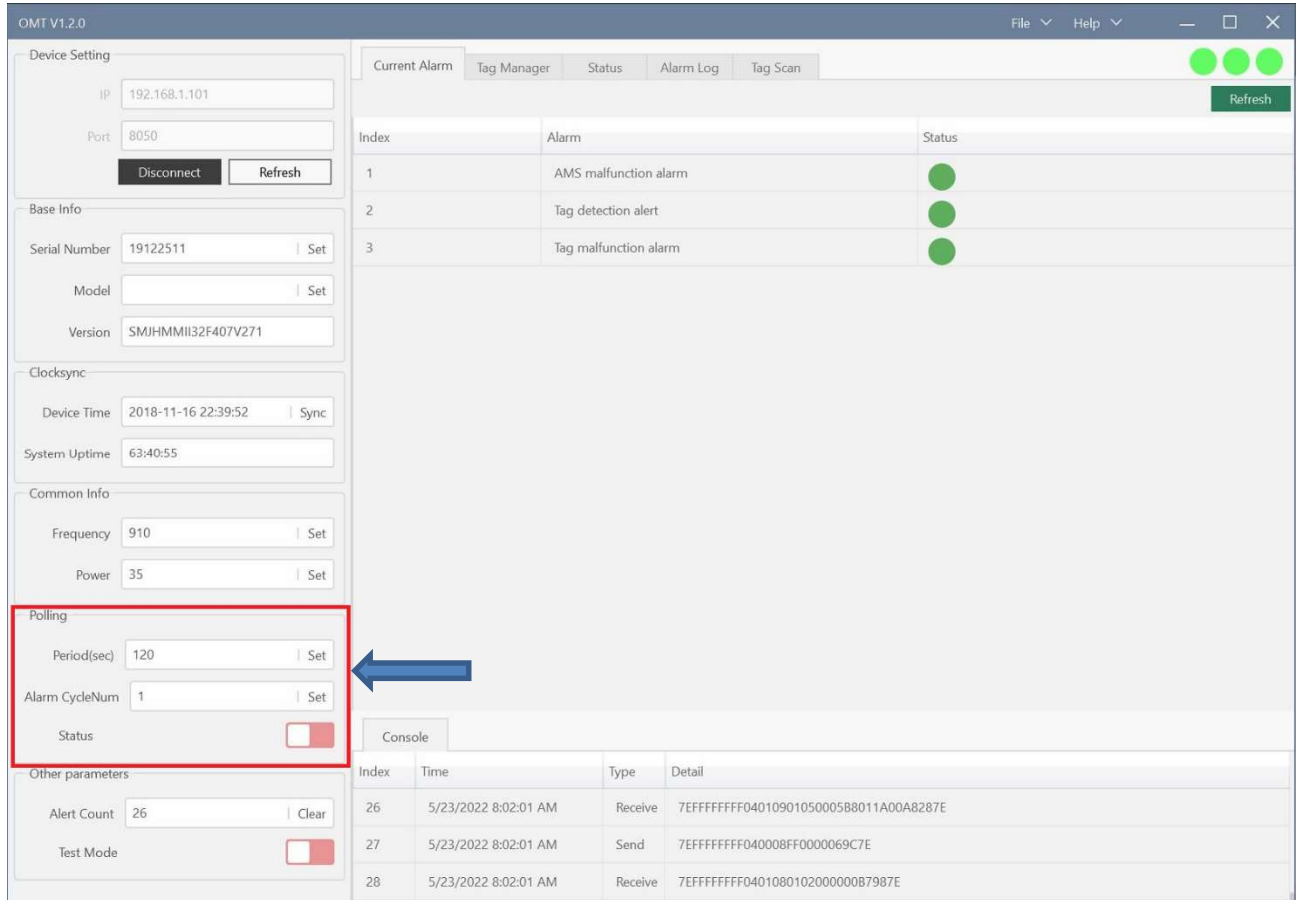 OMT V1.2.0 File Help
Device Setting
IP 192.168.1.101
Port 8050
Disconnect Refresh
Base Info
Serial Number 19122511 Set
Model Set
Version SMJHMMII32F407V271
Clocksync
Device Time 2018-11-16 22:39:52 Sync
System Uptime 63:40:55
Common Info
Frequency 910 Set
Power 35 Set
Polling
Period(sec) 120 Set
Alarm CycleNum 1 Set
Status
Other parameters
Alert Count 26 Clear
Test Mode
Current Alarm Tag Manager Status Alarm Log Tag Scan
Refresh
Index Alarm Status
1 AMS malfunction alarm
2 Tag detection alert
3 Tag malfunction alarm
Console
Index Time Type Detail
26 5/23/2022 8:02:01 AM Receive 7EFFFFFFFF04010901050005B8011A00A8287E
27 5/23/2022 8:02:01 AM Send 7EFFFFFFFF040008FF0000069C7E
28 5/23/2022 8:02:01 AM Receive 7EFFFFFFFF0401080102000000B7987E